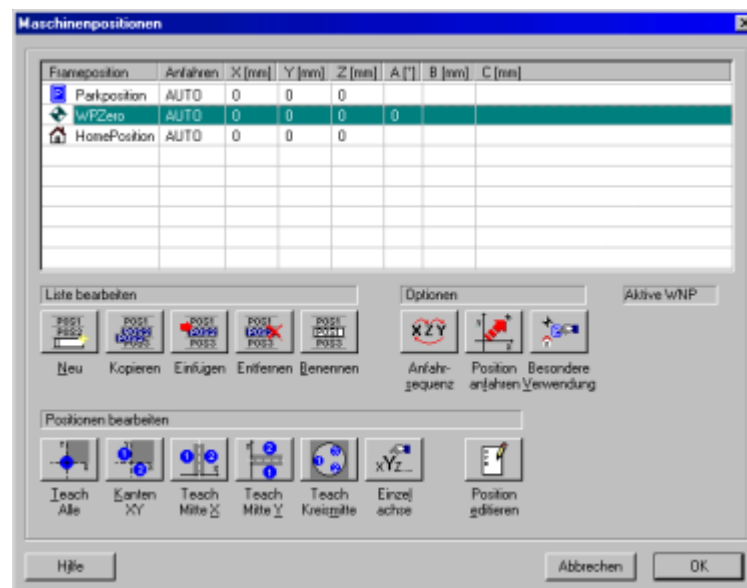 Maschinenpositionen
Frameposition Anfahren X [mm] Y [mm] Z [mm] A [°] B [mm] C [mm]
Parkposition AUTO 0 0 0
WPZero AUTO 0 0 0 0
HomePosition AUTO 0 0 0
Liste bearbeiten Optionen Aktive WNP
Neu Kopieren Einfügen Entfernen Benennen Anfahr- Position Besondere
sequenz anfahren Verwendung
Positionen bearbeiten
Teach Kanten Teach Teach Teach Einzel Position
Alle XY Mitte X Mitte Y Kreismitte achse editieren
Hilfe Abbrechen OK